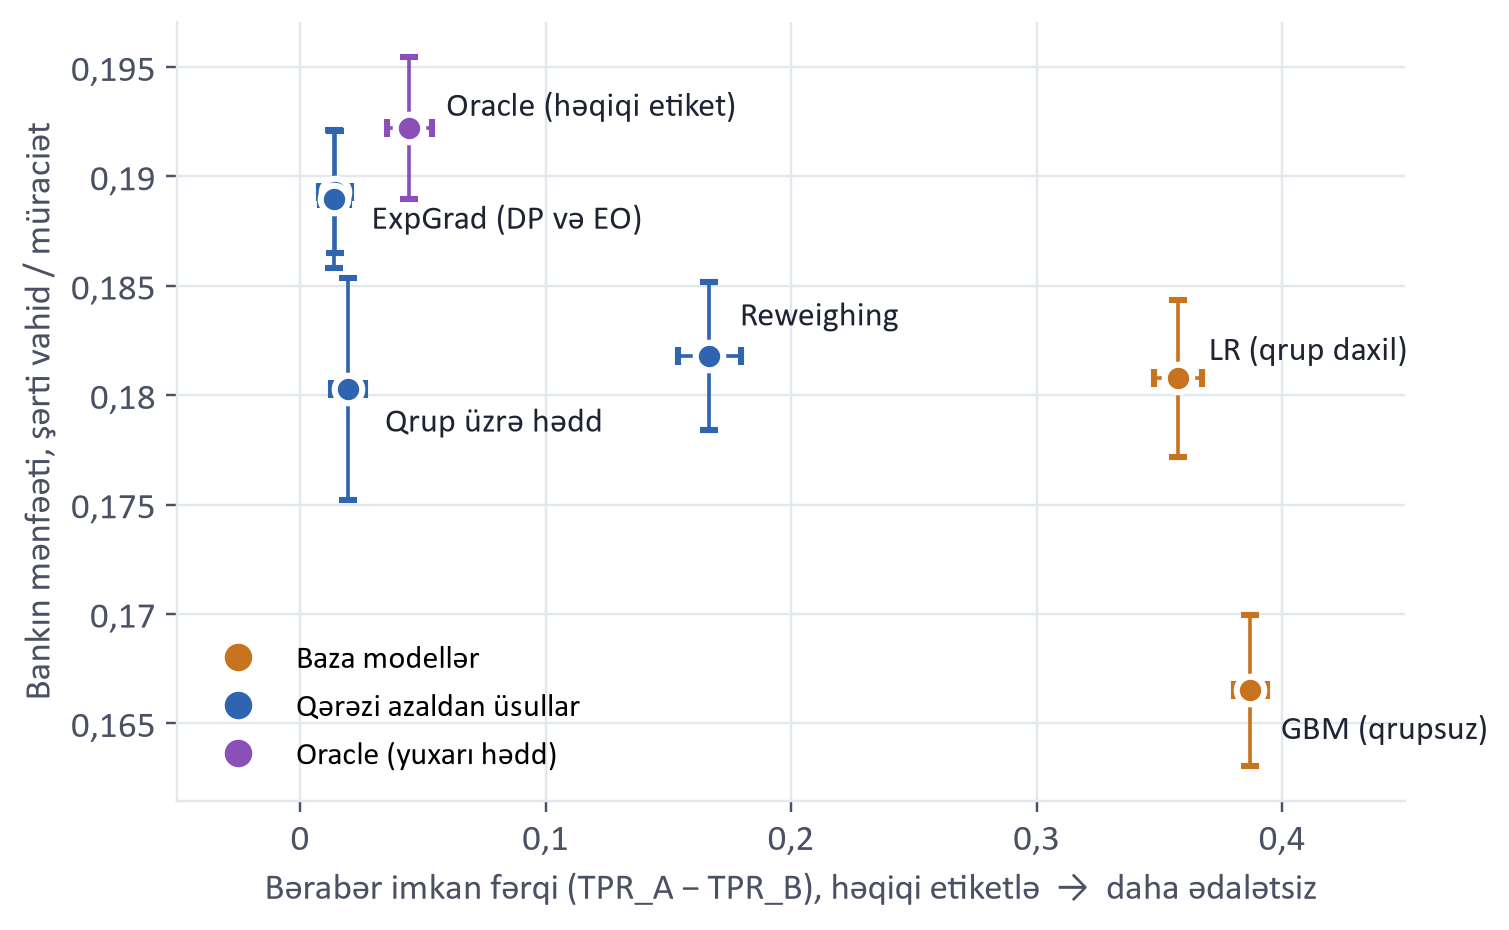 0,195
0,19
0,185
0,18
0,175
0,17
0,165
Bankın mənfəəti, şərti vahid / müraciət
Oracle (həqiqi etiket)
ExpGrad (DP və EO)
Reweighing
LR (qrup daxil)
Qrup üzrə hədd
GBM (qrupsuz)
Baza modellər
Qərəzi azaldan üsullar
Oracle (yuxarı hədd)
0 0,1 0,2 0,3 0,4
Bərabər imkan fərqi (TPR_A – TPR_B), həqiqi etiketlə → daha ədalətsiz